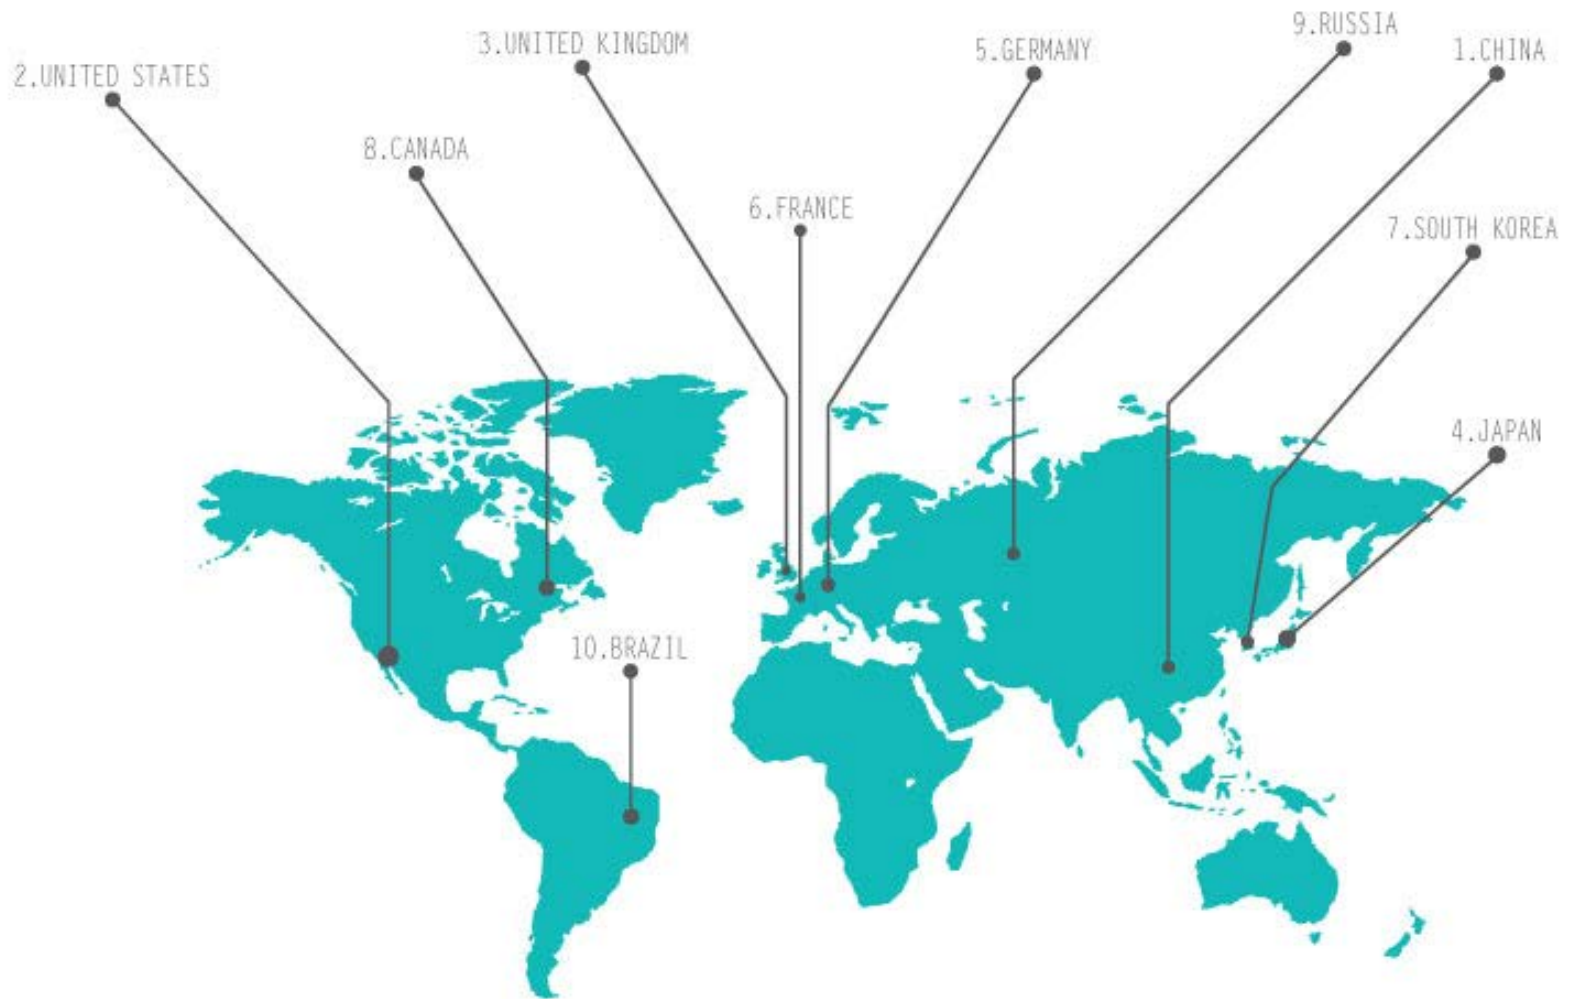 9.RUSSIA
3.UNITED KINGDOM
5.GERMANY
1.CHINA
2.UNITED STATES
8.CANADA
6.FRANCE
7.SOUTH KOREA
4.JAPAN
10.BRAZIL